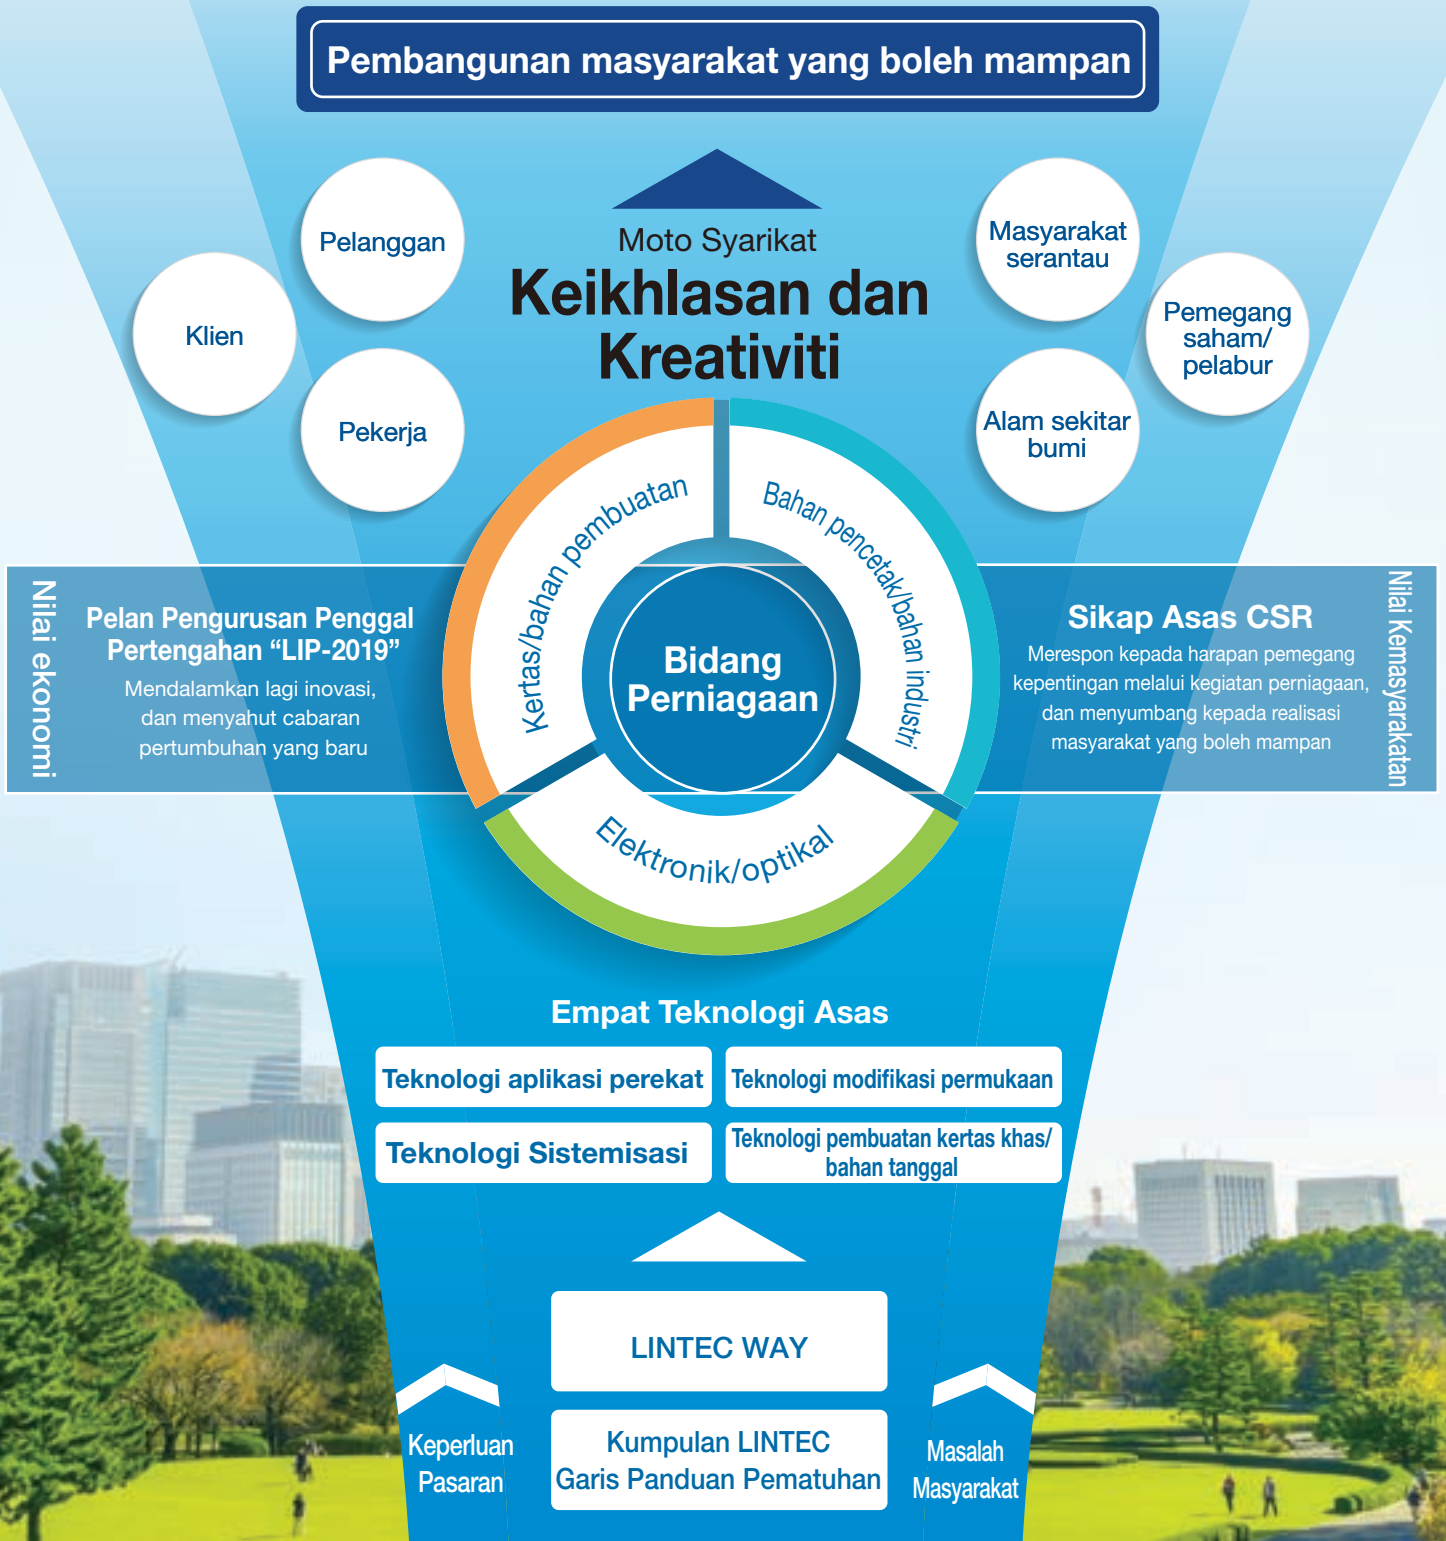 Pembangunan masyarakat yang boleh mampan
Moto Syarikat
Keikhlasan dan
Kreativiti
Pelanggan
Klien
Pekerja
Masyarakat
serantau
Pemegang
saham/
pelabur
Alam sekitar
bumi
Kertas/bahan pembuatan
Bahan pencetak/bahan industri
Elektronik/optikal
Bidang
Perniagaan
Nilai ekonomi
Pelan Pengurusan Penggal
Pertengahan “LIP-2019”
Mendalamkan lagi inovasi,
dan menyahut cabaran
pertumbuhan yang baru
Sikap Asas CSR
Merespon kepada harapan pemegang
kepentingan melalui kegiatan perniagaan,
dan menyumbang kepada realisasi
masyarakat yang boleh mampan
Nilai Kemasyarakatan
Empat Teknologi Asas
Teknologi aplikasi perekat
Teknologi modifikasi permukaan
Teknologi Sistemisasi
Teknologi pembuatan kertas khas/
bahan tanggal
LINTEC WAY
Kumpulan LINTEC
Garis Panduan Pematuhan
Keperluan
Pasaran
Masalah
Masyarakat